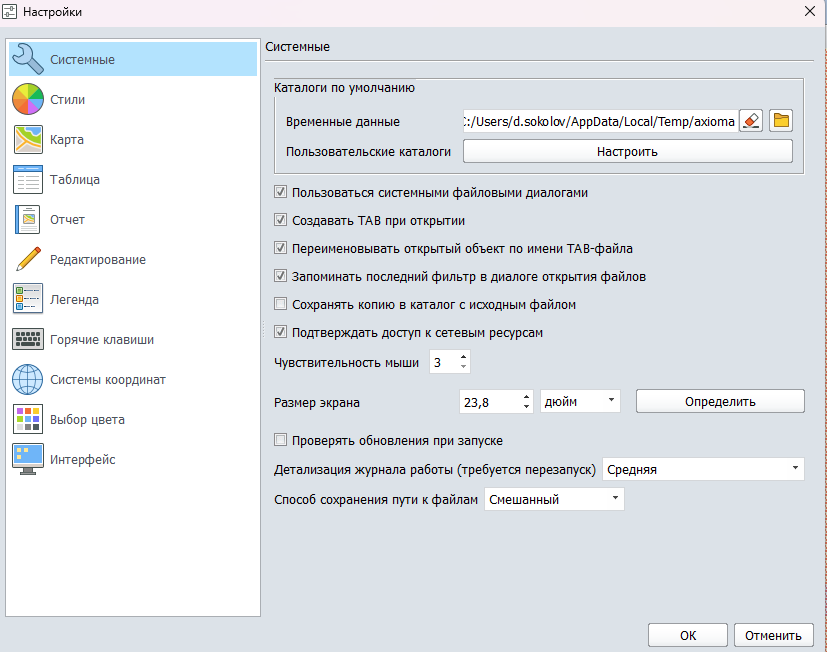 Настройки
Системные
Стили
Карта
Таблица
Отчет
Редактирование
Легенда
Горячие клавиши
Системы координат
Выбор цвета
Интерфейс
Системные
Каталоги по умолчанию
Временные данные :/Users/d.sokolov/AppData/Local/Temp/axioma
Пользовательские каталоги Настроить
Пользоваться системными файловыми диалогами
Создавать TAB при открытии
Переименовывать открытый объект по имени TAB-файла
Запоминать последний фильтр в диалоге открытия файлов
Сохранять копию в каталог с исходным файлом
Подтверждать доступ к сетевым ресурсам
Чувствительность мыши 3
Размер экрана 23,8 дюйм Определить
Проверять обновления при запуске
Детализация журнала работы (требуется перезапуск) Средняя
Способ сохранения пути к файлам Смешанный
ОК Отменить